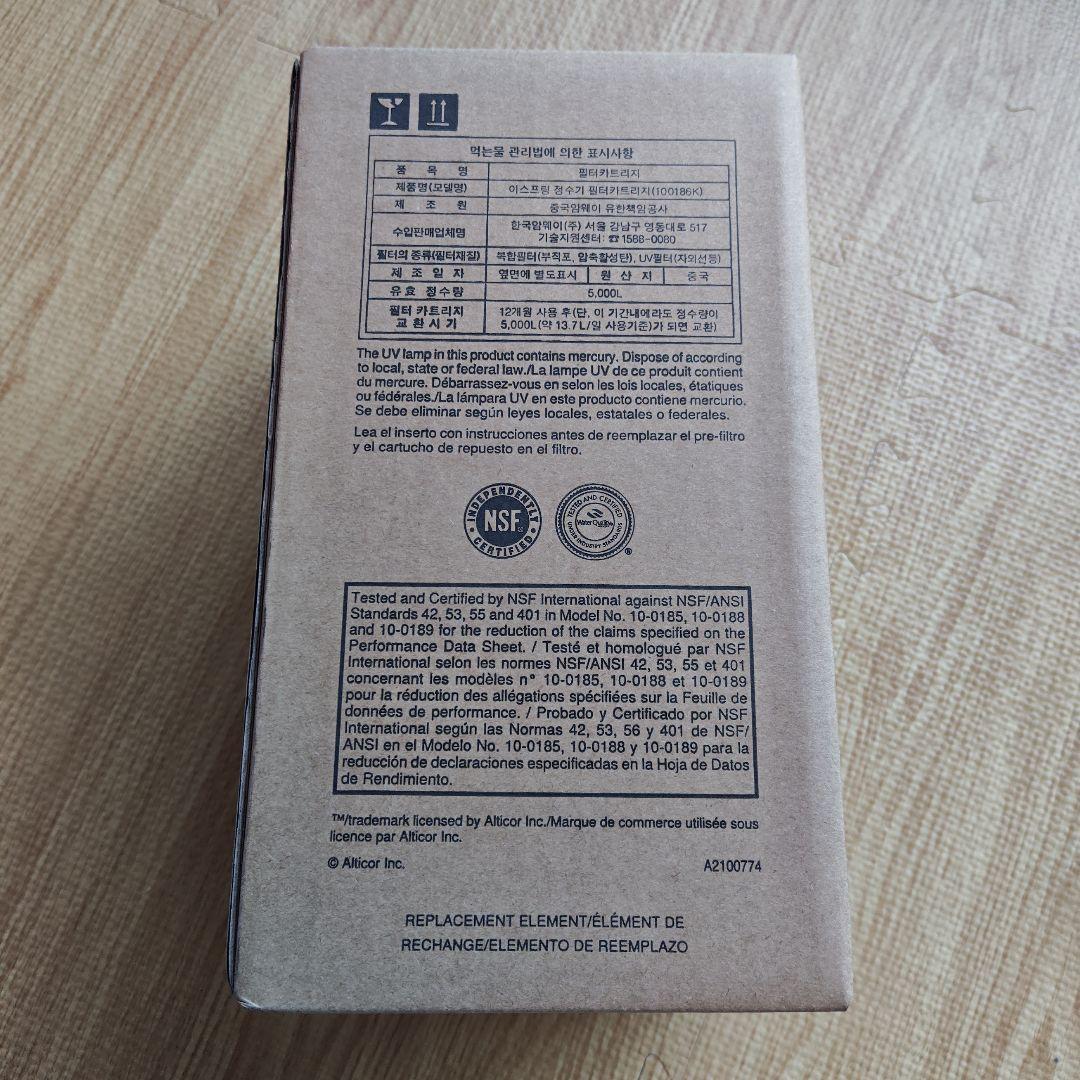 먹는물 관리법에 의한 표시사항
품 목 명 필터카트리지
제품명(모델명) 이스프링 정수기 필터카트리지(100186K)
제 조 원 중국암웨이 유한책임공사
수입판매업체명 한국암웨이(주) 서울 강남구 영동대로 517
기술지원센터: ☎1588-0080
필터의 종류(필터재질) 복합필터(부직포, 압축활성탄), UV필터(자외선등)
제 조 일 자 옆면에 별도표시 원 산 지 중국
유효 정수량 5,000L
필터 카트리지 12개월 사용 후(단, 이 기간내에라도 정수량이
교 환 시 기 5,000L(약 13.7L/일 사용기준)가 되면 교환)
The UV lamp in this product contains mercury. Dispose of according
to local, state or federal law./La lampe UV de ce produit contient
du mercure. Débarrassez-vous en selon les lois locales, étatiques
ou fédérales./La lámpara UV en este producto contiene mercurio.
Se debe eliminar según leyes locales, estatales o federales.
Lea el inserto con instrucciones antes de reemplazar el pre-filtro
y el cartucho de repuesto en el filtro.
INDEPENDENTLY
NSF®
CERTIFIED
TESTED AND CERTIFIED
Water Quality
UNDER INDUSTRY STANDARDS
®
Tested and Certified by NSF International against NSF/ANSI
Standards 42, 53, 55 and 401 in Model No. 10-0185, 10-0188
and 10-0189 for the reduction of the claims specified on the
Performance Data Sheet. / Testé et homologué par NSF
International selon les normes NSF/ANSI 42, 53, 55 et 401
concernant les modèles n° 10-0185, 10-0188 et 10-0189
pour la réduction des allégations spécifiées sur la Feuille de
données de performance. / Probado y Certificado por NSF
International según las Normas 42, 53, 56 y 401 de NSF/
ANSI en el Modelo No. 10-0185, 10-0188 y 10-0189 para la
reducción de declaraciones especificadas en la Hoja de Datos
de Rendimiento.
™/trademark licensed by Alticor Inc./Marque de commerce utilisée sous
licence par Alticor Inc.
© Alticor Inc. A2100774
REPLACEMENT ELEMENT/ÉLÉMENT DE
RECHANGE/ELEMENTO DE REEMPLAZO